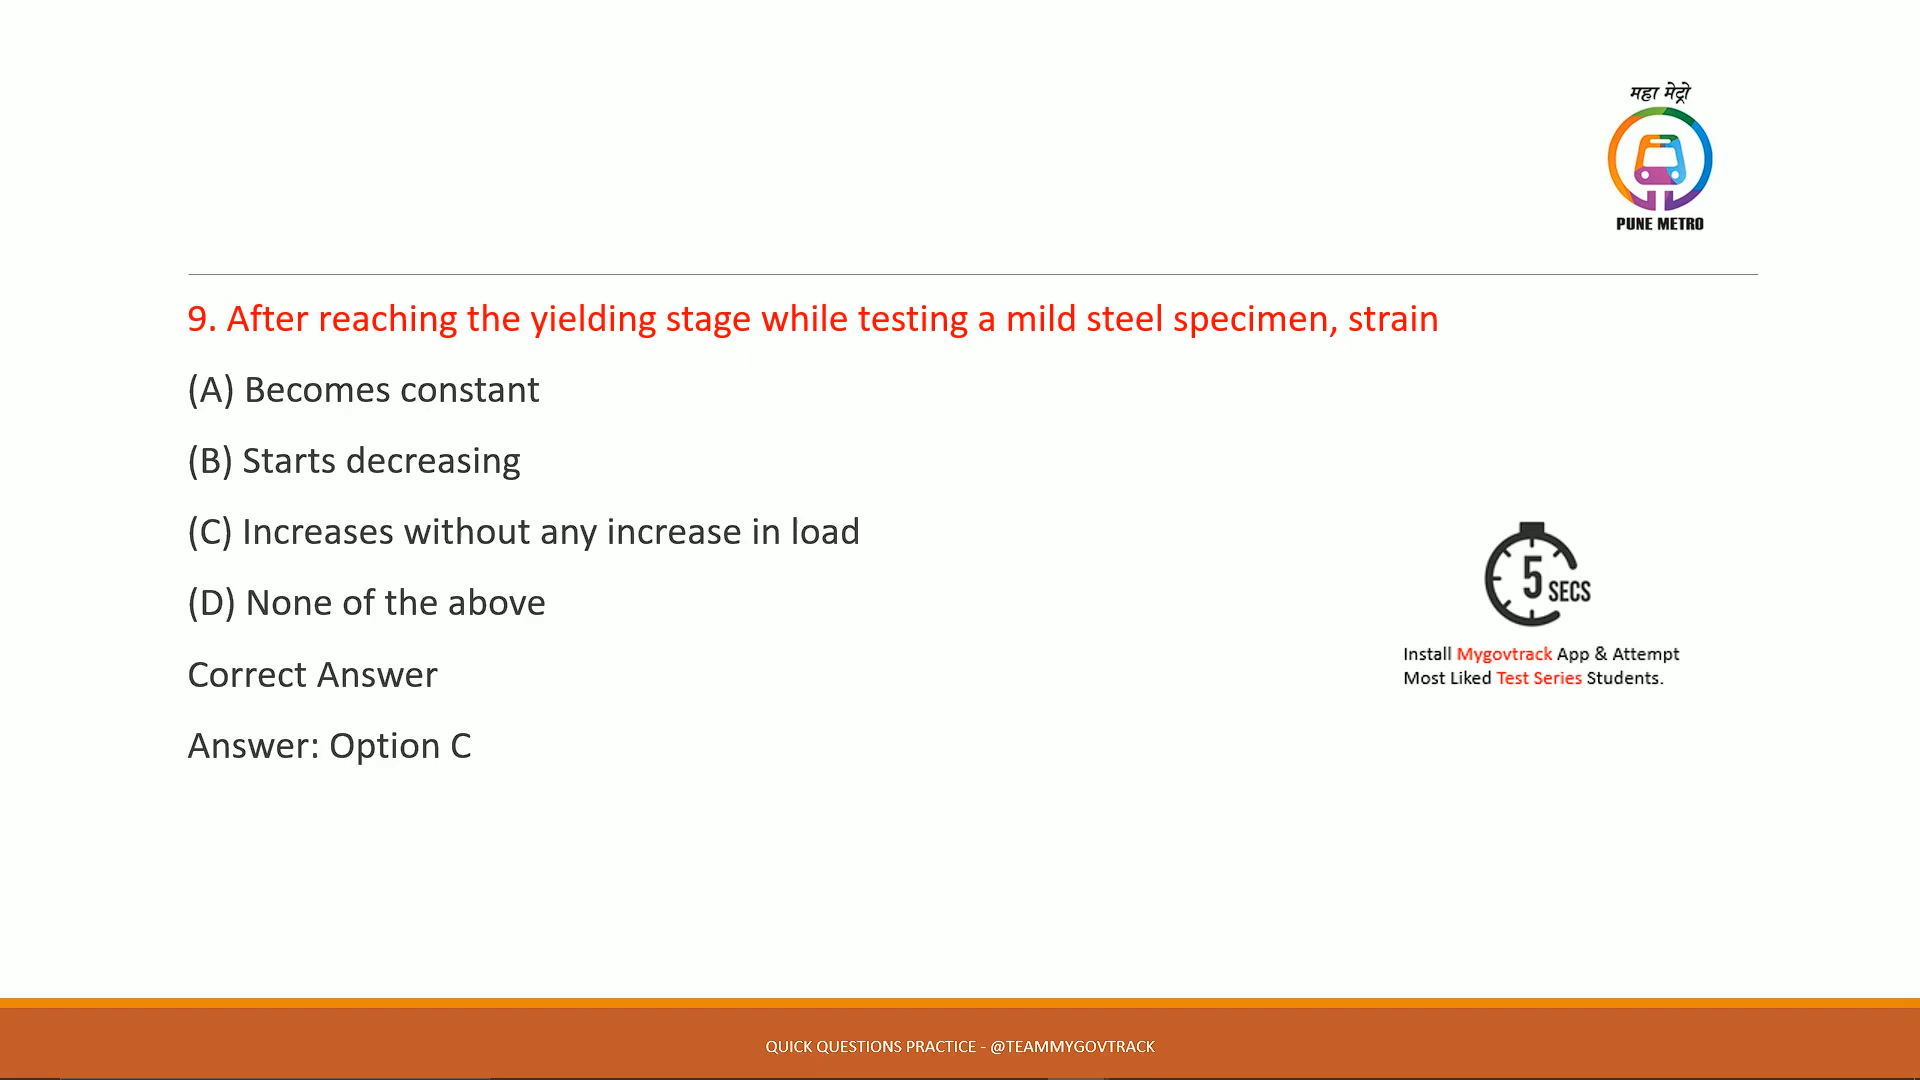 महा मेट्रो
PUNE METRO
9. After reaching the yielding stage while testing a mild steel specimen, strain
(A) Becomes constant
(B) Starts decreasing
(C) Increases without any increase in load
(D) None of the above
Correct Answer
Answer: Option C
5 SECS
Install Mygovtrack App & Attempt
Most Liked Test Series Students.
QUICK QUESTIONS PRACTICE - @TEAMMYGOVTRACK